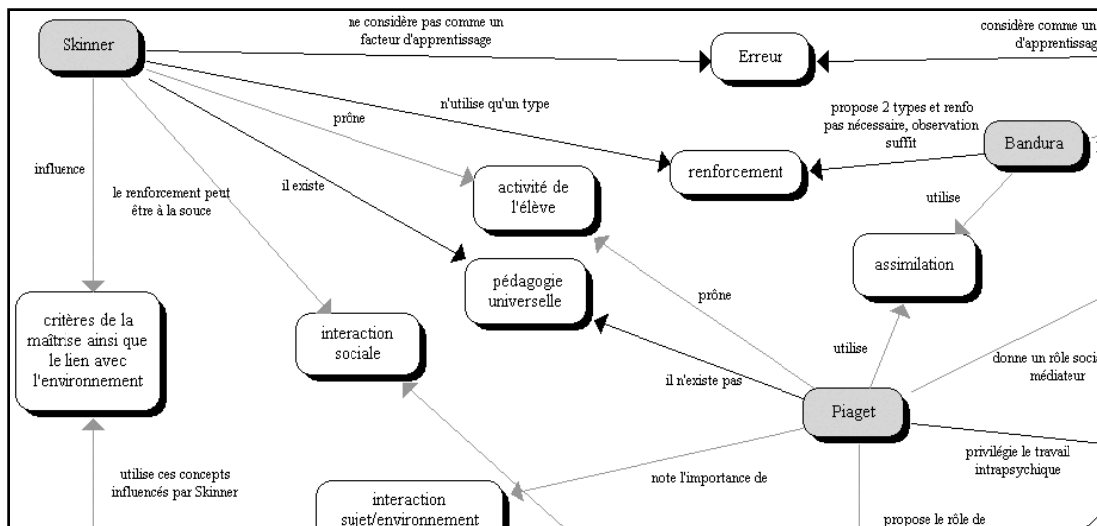 ne considère pas comme un
facteur d'apprentissage
considère comme un
d'apprentissage
Skinner
Erreur
n'utilise qu'un type
propose 2 types et renfo
pas nécessaire, observation
suffit
prône
Bandura
influence
renforcement
activité de
l'élève
il existe
le renforcement peut
être à la souce
utilise
assimilation
pédagogie
universelle
prône
critères de la
maîtrise ainsi que
le lien avec
l'environnement
interaction
sociale
utilise
donne un rôle socia
médiateur
il n'existe pas
Piaget
privilégie le travail
intrapsychique
utilise ces concepts
influencés par Skinner
note l'importance de
interaction
sujet/environnement
propose le rôle de